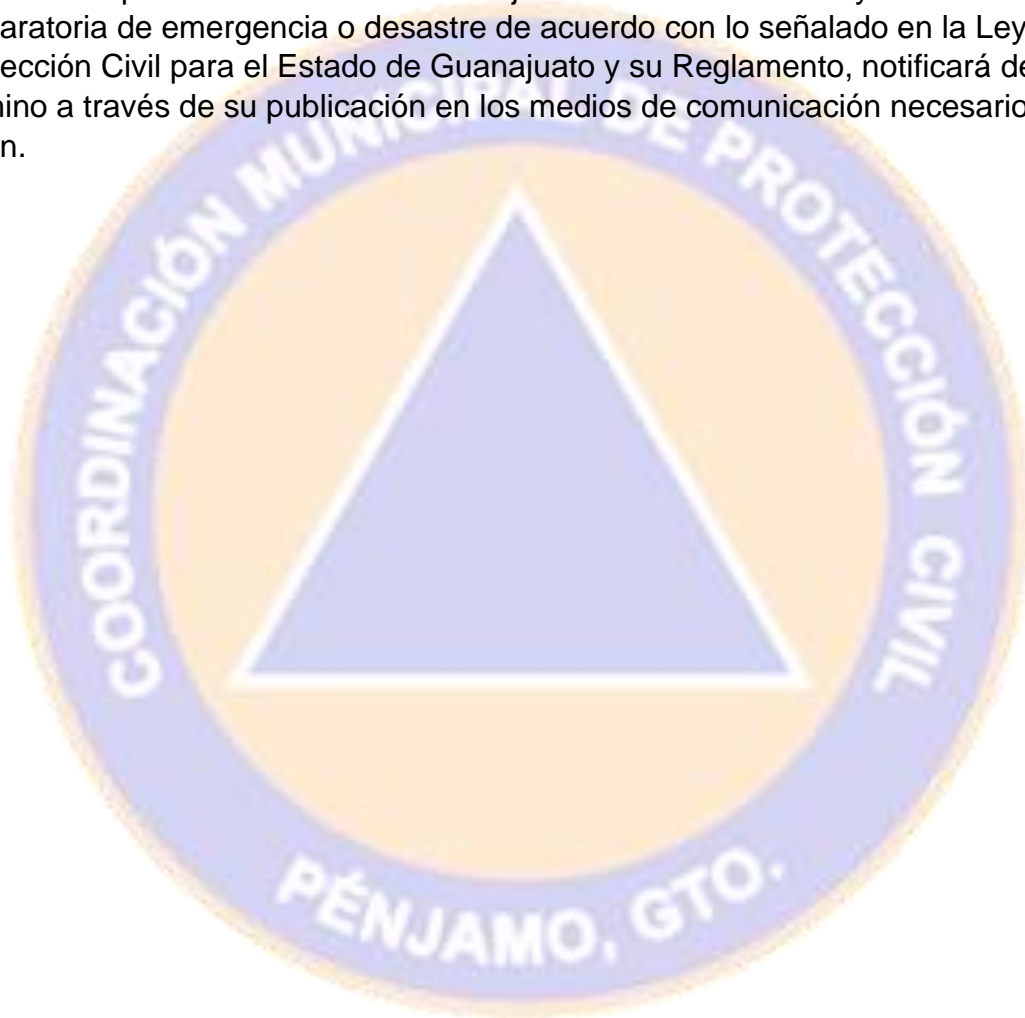 aratoria de emergencia o desastre de acuerdo con lo señalado en la Ley
ección Civil para el Estado de Guanajuato y su Reglamento, notificará de
nino a través de su publicación en los medios de comunicación necesario
n.
COORDINACIÓN MUNICIPAL DE PROTECCIÓN CIVIL
PÉNJAMO, GTO.